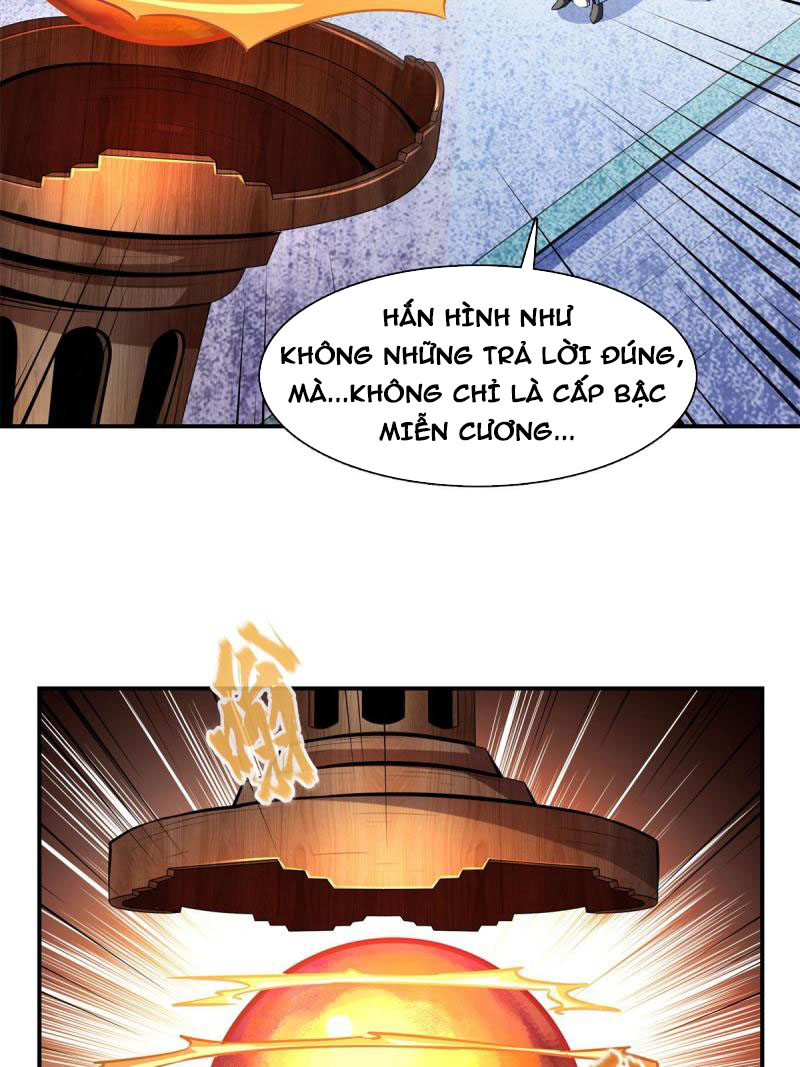 HẮN HÌNH NHƯ
KHÔNG NHỮNG TRẢ LỜI ĐÚNG,
MÀ...KHÔNG CHỈ LÀ CẤP BẬC
MIỄN CƯƠNG...